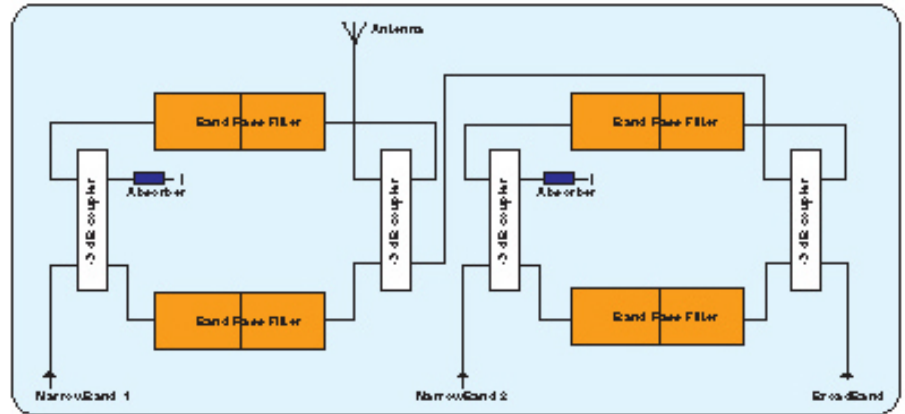 Antenna
Band Pass Filter
Band Pass Filter
Absorber
Absorber
-3 dB coupler
-3 dB coupler
-3 dB coupler
-3 dB coupler
Band Pass Filter
Band Pass Filter
NarrowBand 1
NarrowBand 2
BroadBand